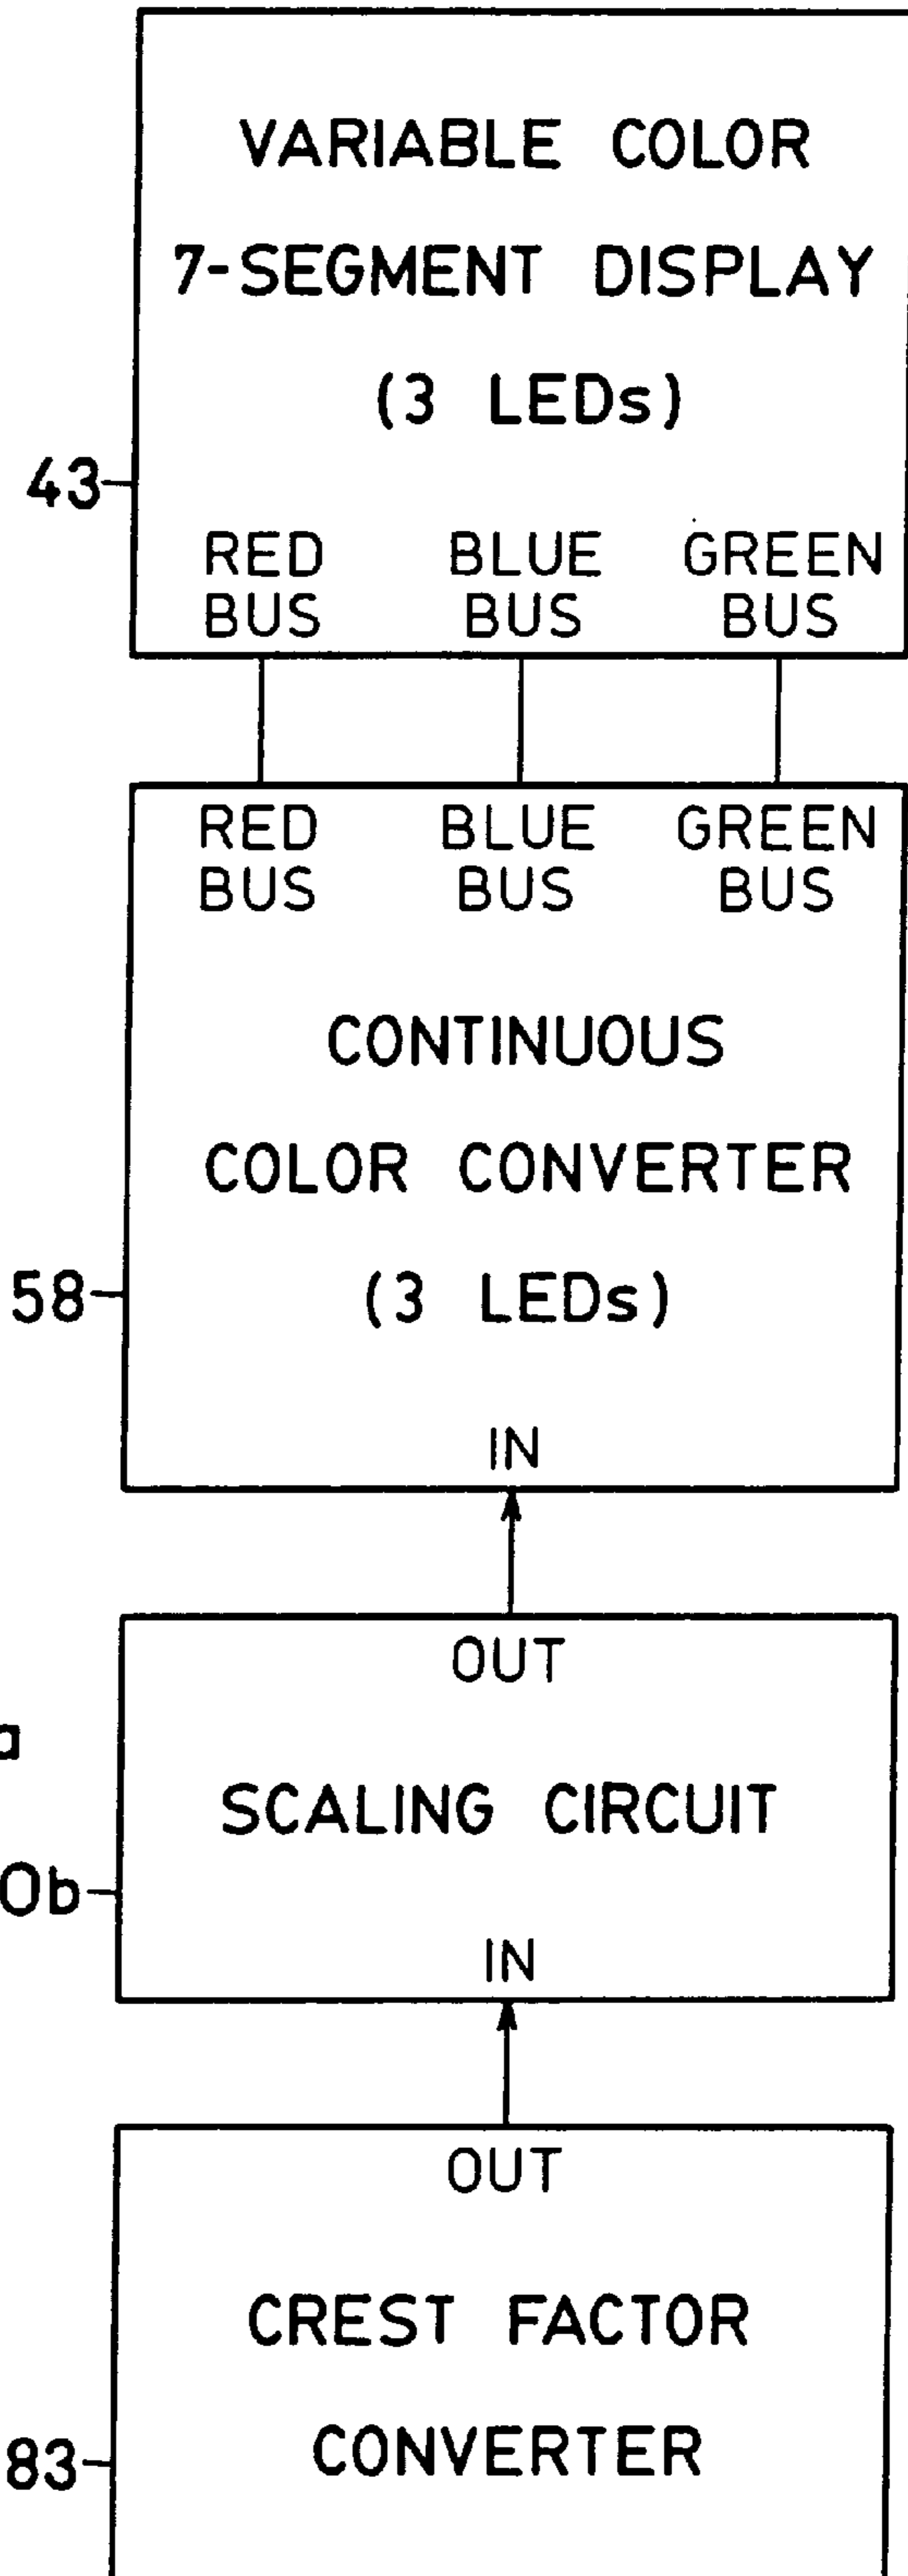 VARIABLE COLOR
7-SEGMENT DISPLAY
(3 LEDs)
43
RED BLUE GREEN
BUS BUS BUS
RED BLUE GREEN
BUS BUS BUS
CONTINUOUS
COLOR CONVERTER
58
(3 LEDs)
IN
OUT
a
SCALING CIRCUIT
0b
IN
OUT
CREST FACTOR
CONVERTER
83